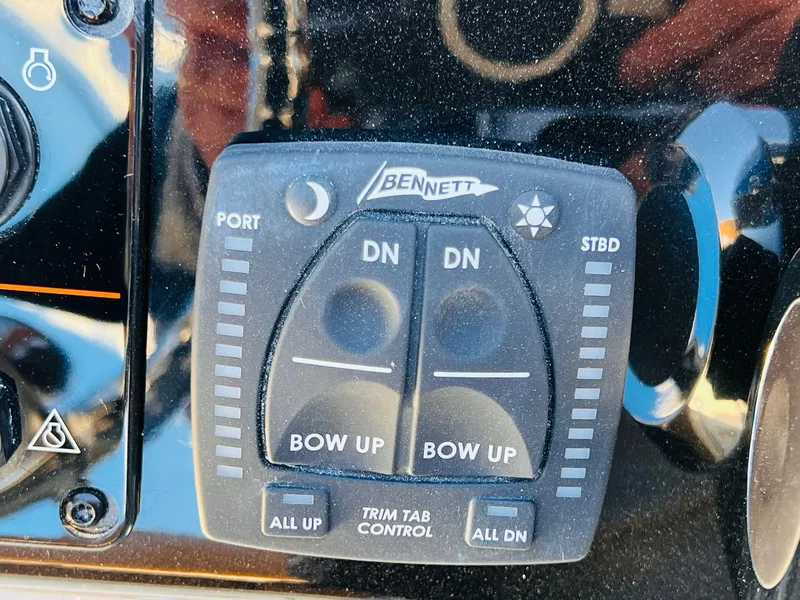 BENNETT
PORT
STBD
DN
DN
BOW UP
BOW UP
ALL UP
TRIM TAB
CONTROL
ALL DN